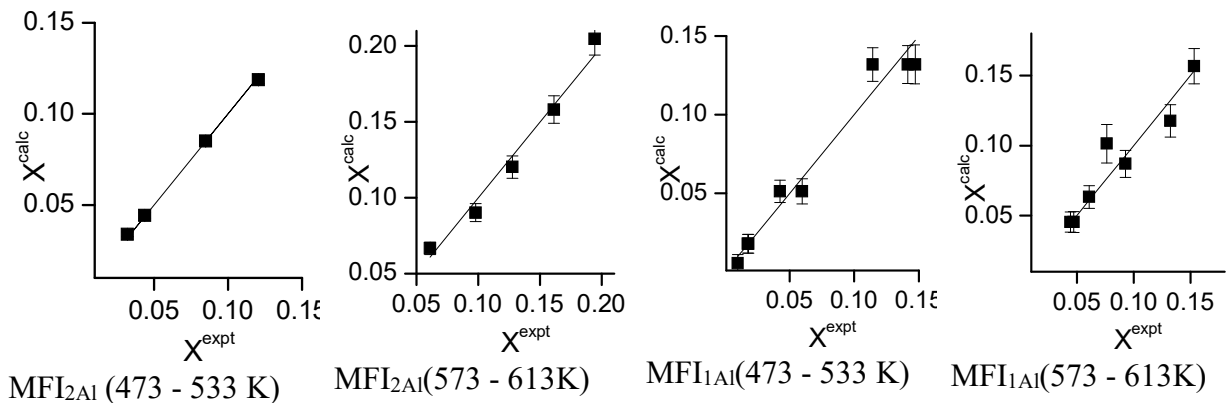 0.15
0.10
0.05
X^calc
0.05 0.10 0.15
X^expt
MFI2Al (473 - 533 K)
0.20
0.15
0.10
0.05
X^calc
0.05 0.10 0.15 0.20
X^expt
MFI2Al(573 - 613K)
0.15
0.10
0.05
X^calc
0.05 0.10 0.15
X^expt
MFI1Al(473 - 533 K)
0.15
0.10
0.05
X^calc
0.05 0.10 0.15
X^expt
MFI1Al(573 - 613K)